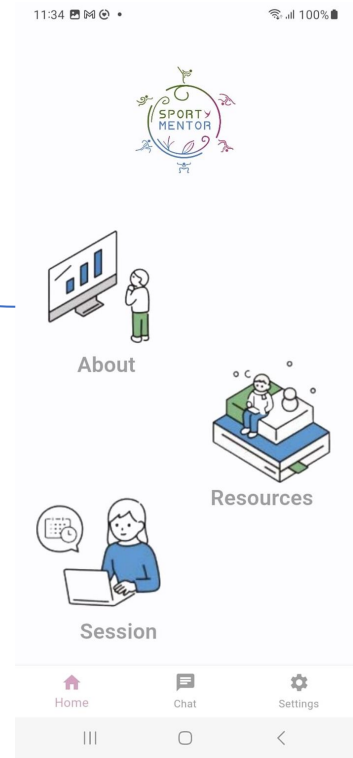 11:34
100%
SPORTY
MENTOR
About
Resources
Session
Home
Chat
Settings